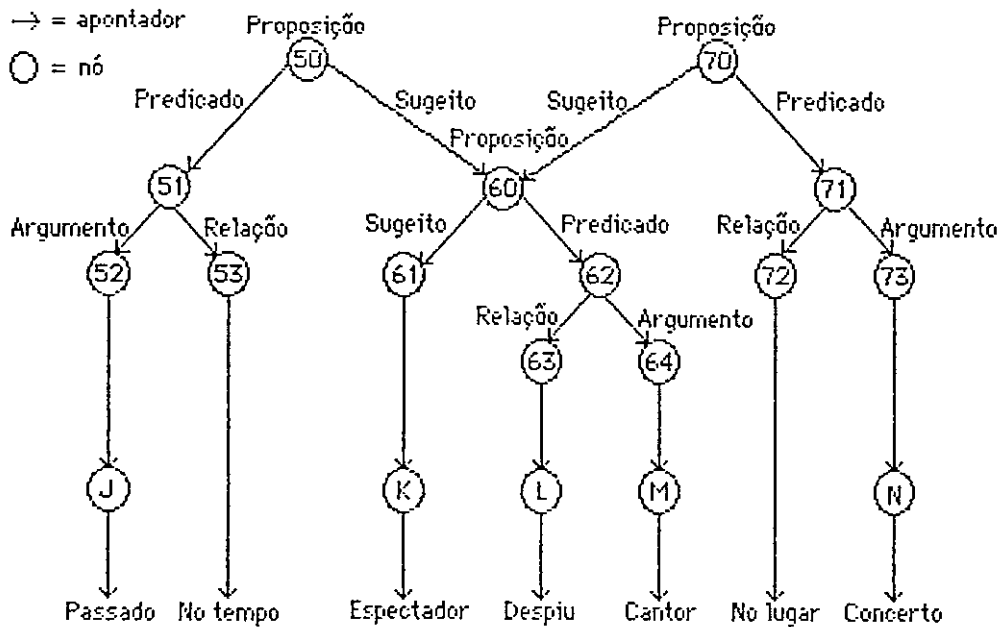 → = apontador
○ = nó
Proposição Proposição
50 70
Predicado Sugeito Sugeito Predicado
Proposição
51 60 71
Argumento Relação Sugeito Predicado Relação Argumento
52 53 61 62 72 73
Relação Argumento
63 64
J K L M N
Passado No tempo Espectador Despiu Cantor No lugar Concerto